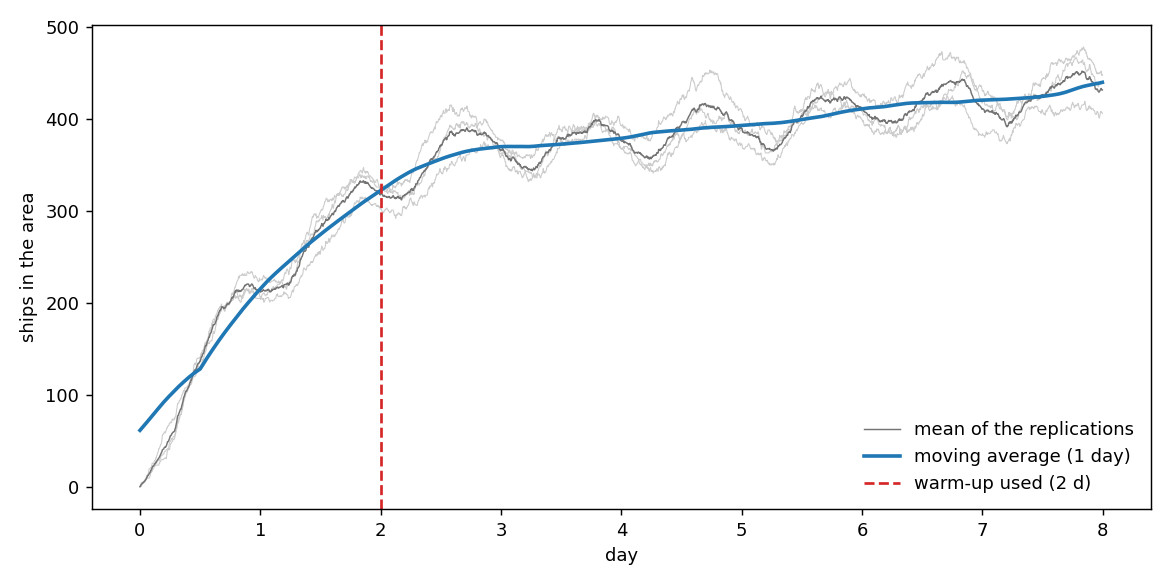 500
400
300
200
100
0
ships in the area
mean of the replications
moving average (1 day)
warm-up used (2 d)
0 1 2 3 4 5 6 7 8
day